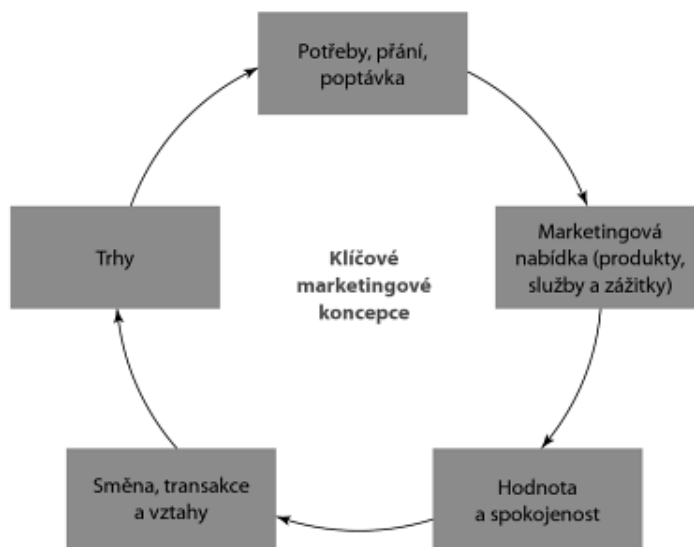 Potřeby, přání,
poptávka
Marketingová
nabídka (produkty,
služby a zážitky)
Hodnota
a spokojenost
Směna, transakce
a vztahy
Trhy
Klíčové
marketingové
koncepce